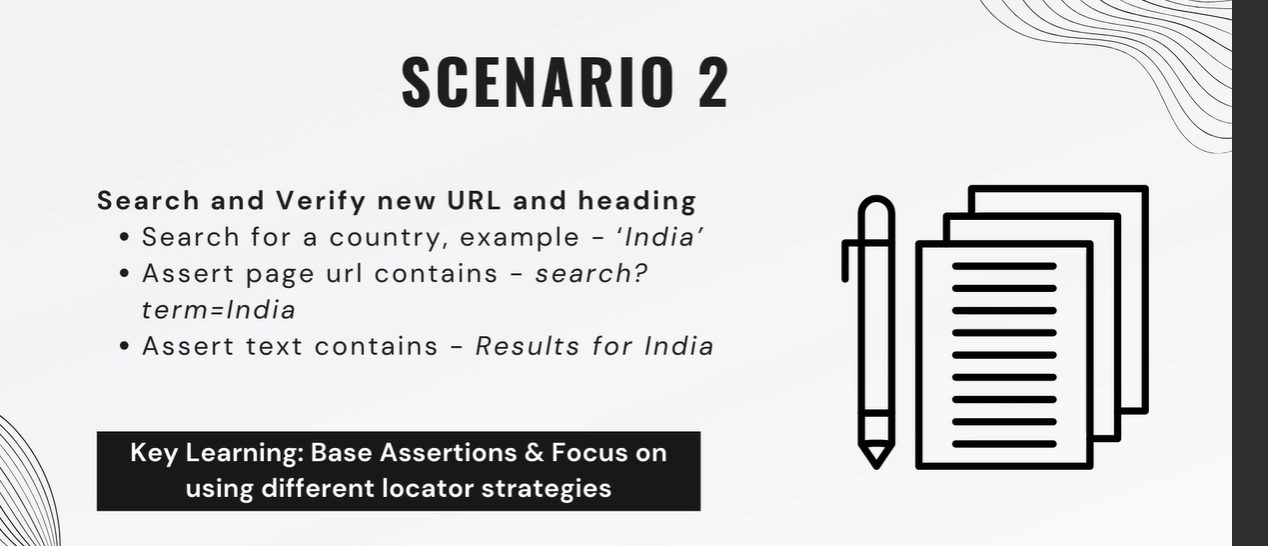 SCENARIO 2
Search and Verify new URL and heading
• Search for a country, example – ‘India’
• Assert page url contains – search?
term=India
• Assert text contains – Results for India
Key Learning: Base Assertions & Focus on
using different locator strategies